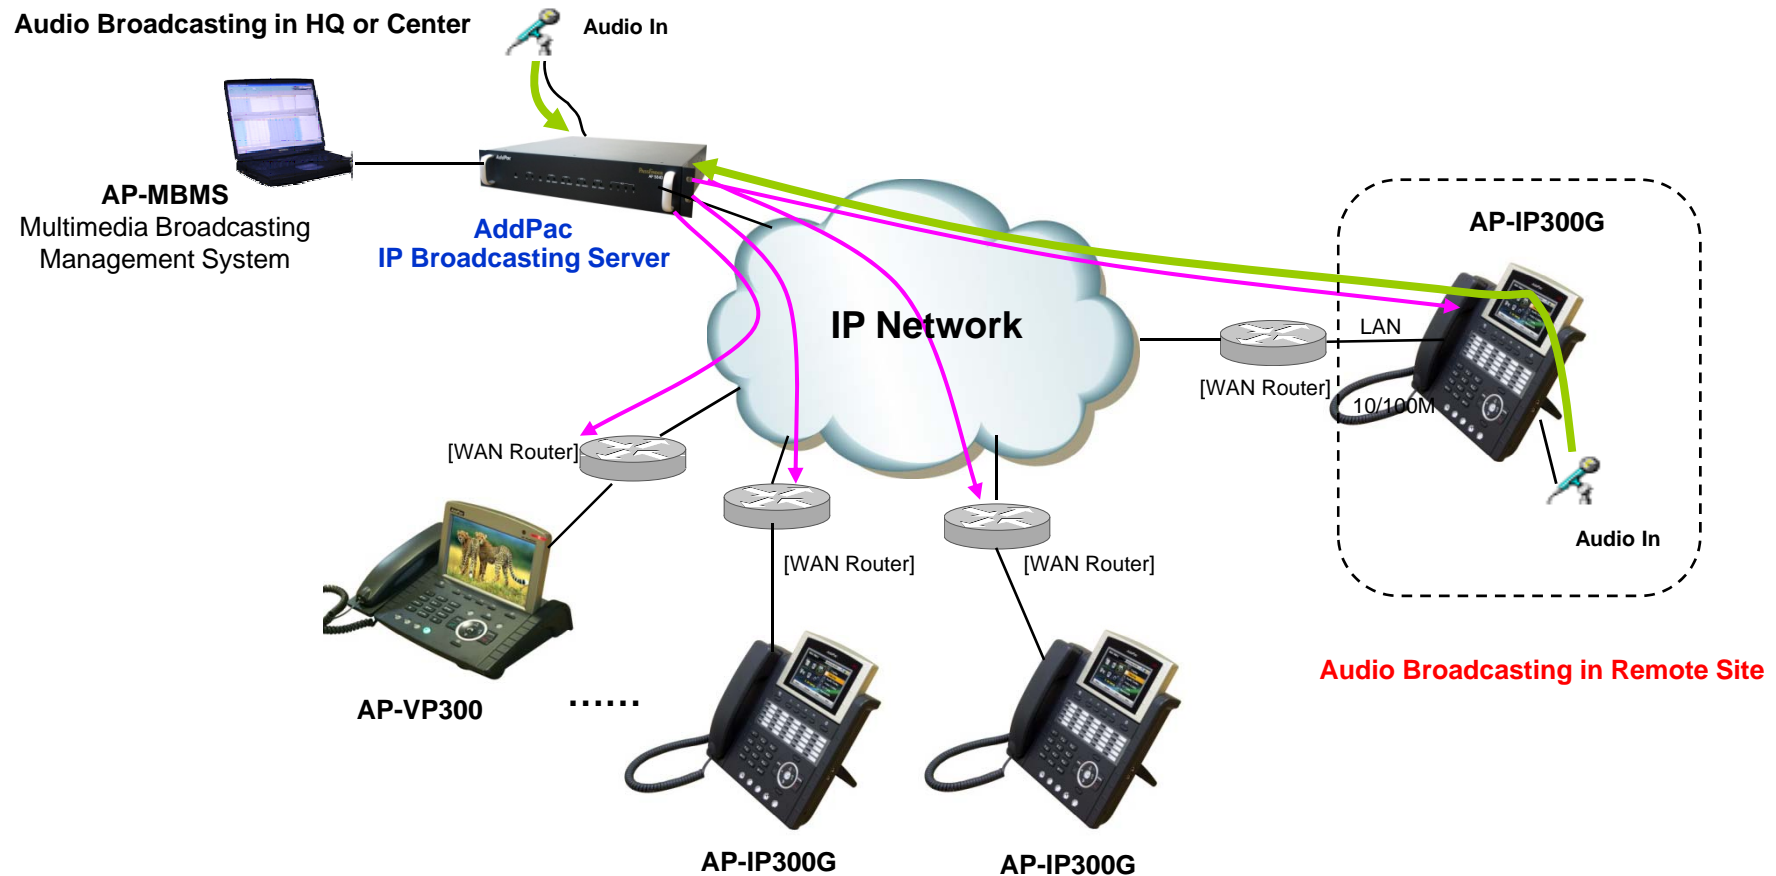 Audio Broadcasting in HQ or Center
Audio In
AddPac
AP-MBMS
Multimedia Broadcasting
Management System
AddPac
IP Broadcasting Server
AP-IP300G
IP Network
LAN
[WAN Router]
10/100M
[WAN Router]
Audio In
[WAN Router]
[WAN Router]
Audio Broadcasting in Remote Site
AP-VP300
......
AP-IP300G
AP-IP300G